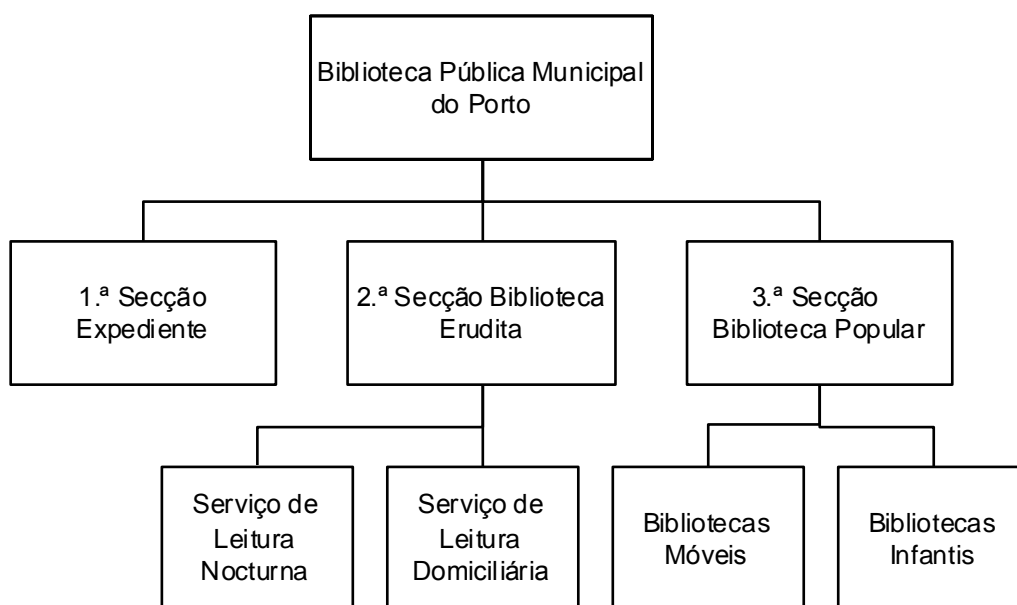 Biblioteca Pública Municipal
do Porto
1.ª Secção
Expediente
2.ª Secção Biblioteca
Erudita
3.ª Secção
Biblioteca Popular
Serviço de
Leitura
Nocturna
Serviço de
Leitura
Domiciliária
Bibliotecas
Móveis
Bibliotecas
Infantis